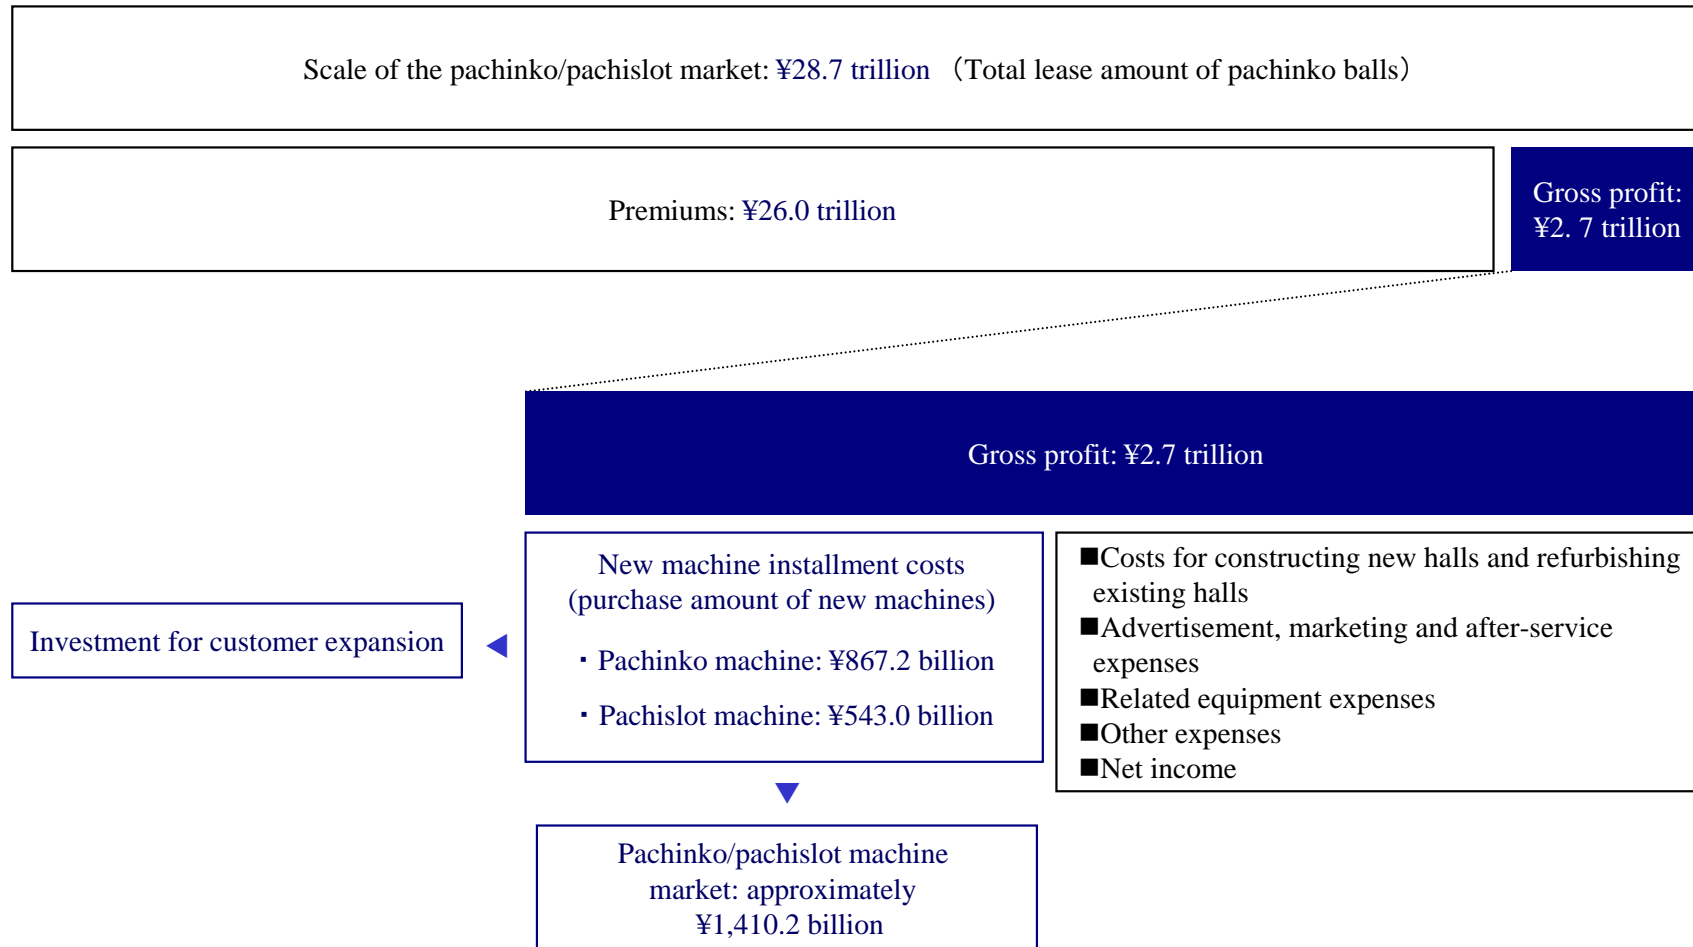 Scale of the pachinko/pachislot market: ¥28.7 trillion （Total lease amount of pachinko balls）
Premiums: ¥26.0 trillion
Gross profit:
¥2. 7 trillion
Gross profit: ¥2.7 trillion
New machine installment costs
(purchase amount of new machines)
・Pachinko machine: ¥867.2 billion
・Pachislot machine: ¥543.0 billion
■Costs for constructing new halls and refurbishing
existing halls
■Advertisement, marketing and after-service
expenses
■Related equipment expenses
■Other expenses
■Net income
Investment for customer expansion
Pachinko/pachislot machine
market: approximately
¥1,410.2 billion